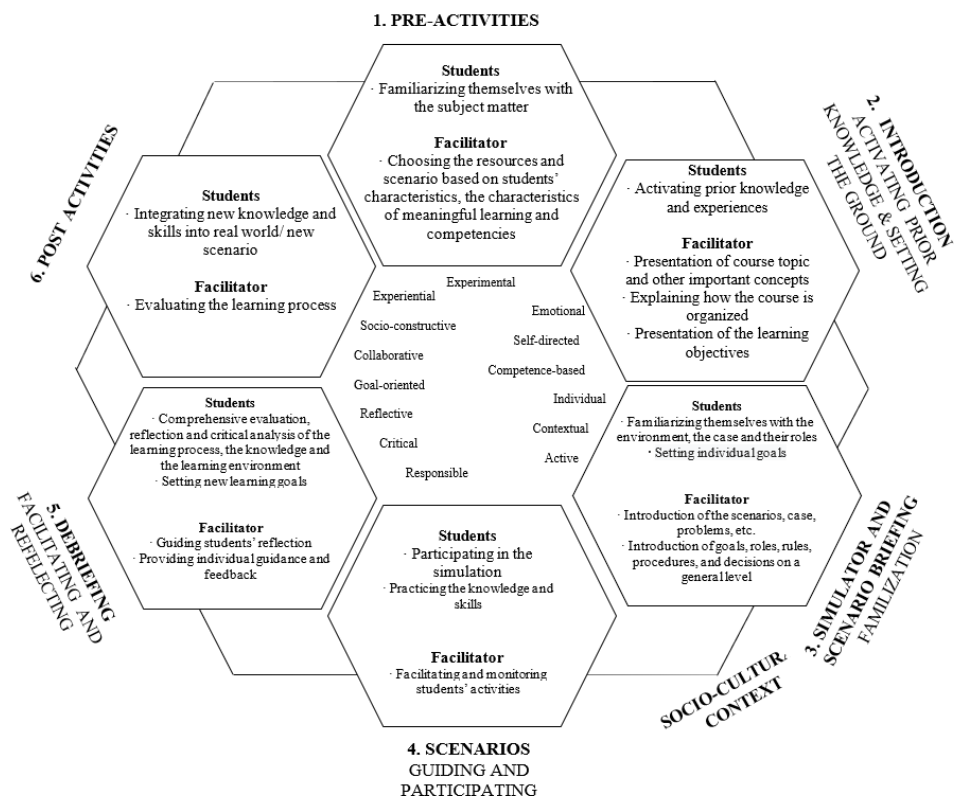 1. PRE-ACTIVITIES
Students
· Familiarizing themselves with
the subject matter
Facilitator
· Choosing the resources and
scenario based on students'
characteristics, the characteristics
of meaningful learning and
competencies
2. INTRODUCTION
ACTIVATING PRIOR
KNOWLEDGE & SETTING
THE GROUND
Students
· Activating prior knowledge
and experiences
Facilitator
· Presentation of course topic
and other important concepts
· Explaining how the course is
organized
· Presentation of the learning
objectives
3. SIMULATOR AND
SCENARIO BRIEFING
FAMILIZATION
Students
· Familiarizing themselves with the
environment, the case and their roles
· Setting individual goals
Facilitator
· Introduction of the scenarios, case,
problems, etc.
· Introduction of goals, roles, rules,
procedures, and decisions on a
general level
SOCIO-CULTURA
CONTEXT
4. SCENARIOS
GUIDING AND
PARTICIPATING
Students
· Participating in the
simulation
· Practicing the knowledge and
skills
Facilitator
· Facilitating and monitoring
students' activities
5. DEBRIEFING
FACILITATING AND
REFELECTING
Students
· Comprehensive evaluation,
reflection and critical analysis of the
learning process, the knowledge and
the learning environment
· Setting new learning goals
Facilitator
· Guiding students' reflection
· Providing individual guidance and
feedback
6. POST ACTIVITIES
Students
· Integrating new knowledge and
skills into real world/ new
scenario
Facilitator
· Evaluating the learning process
Experimental
Experiential
Emotional
Socio-constructive
Self-directed
Collaborative
Competence-based
Goal-oriented
Individual
Reflective
Contextual
Critical
Active
Responsible